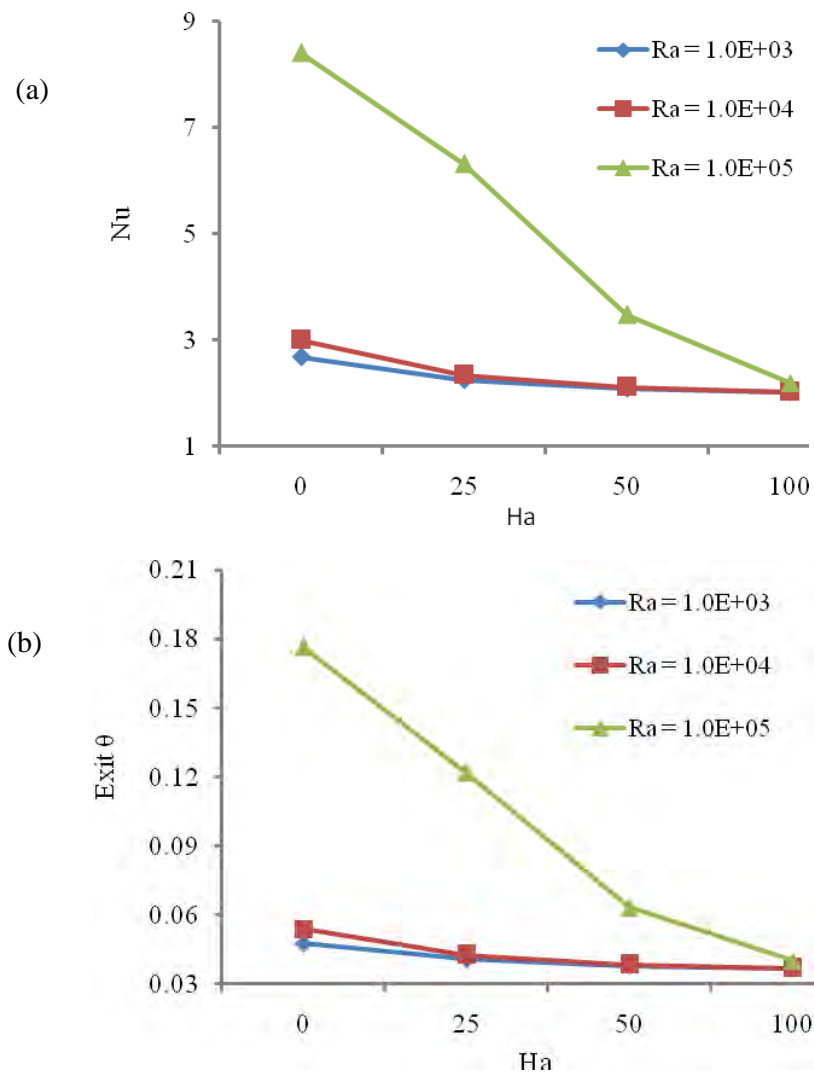 (a)
9
7
5
3
1
Nu
Ra = 1.0E+03
Ra = 1.0E+04
Ra = 1.0E+05
0 25 50 100
Ha
(b)
0.21
0.18
0.15
0.12
0.09
0.06
0.03
Exit θ
Ra = 1.0E+03
Ra = 1.0E+04
Ra = 1.0E+05
0 25 50 100
Ha